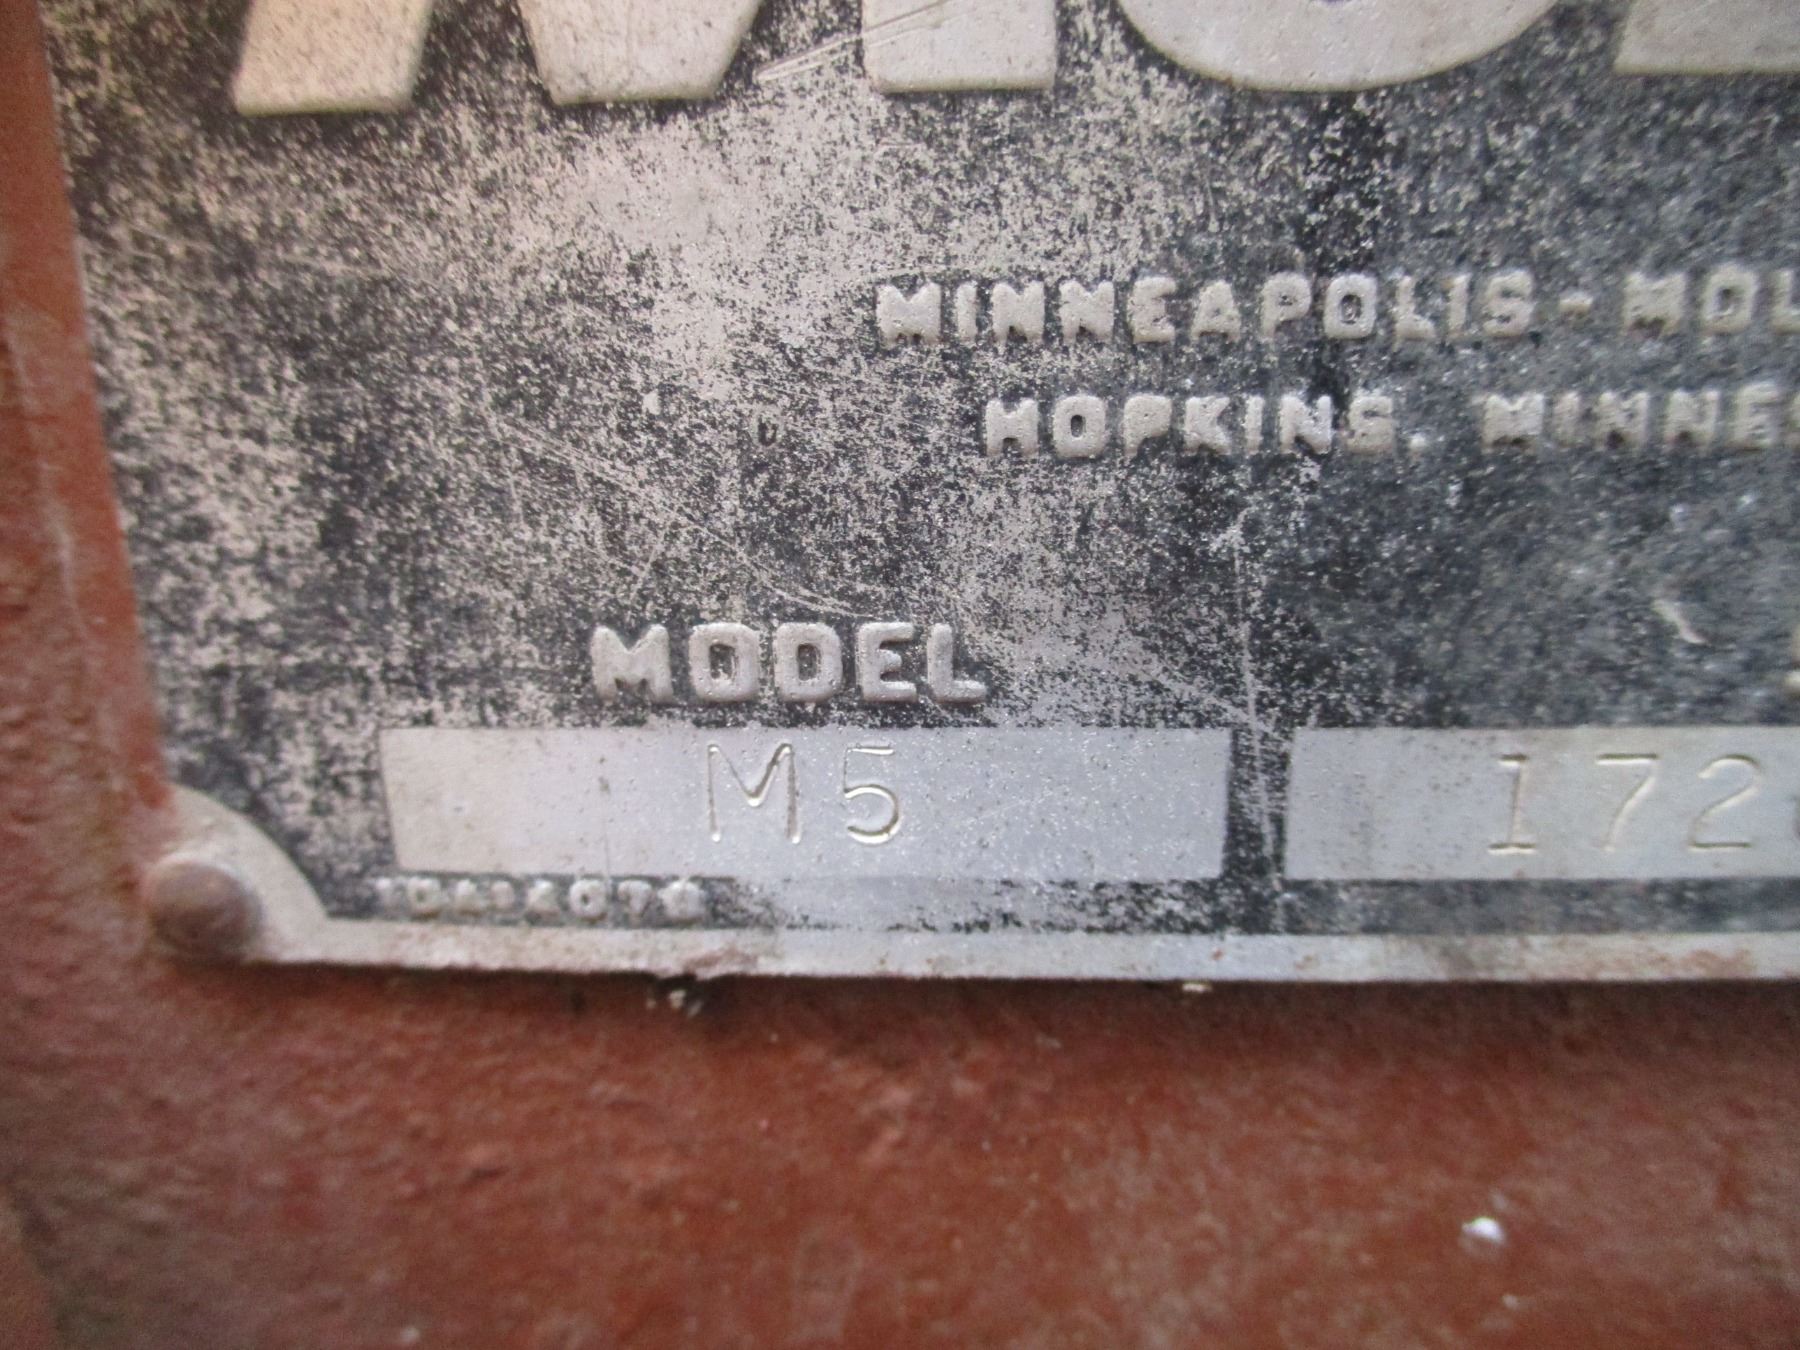 MINNEAPOLIS - MOL
HOPKINS, MINNES
MODEL
M5 172